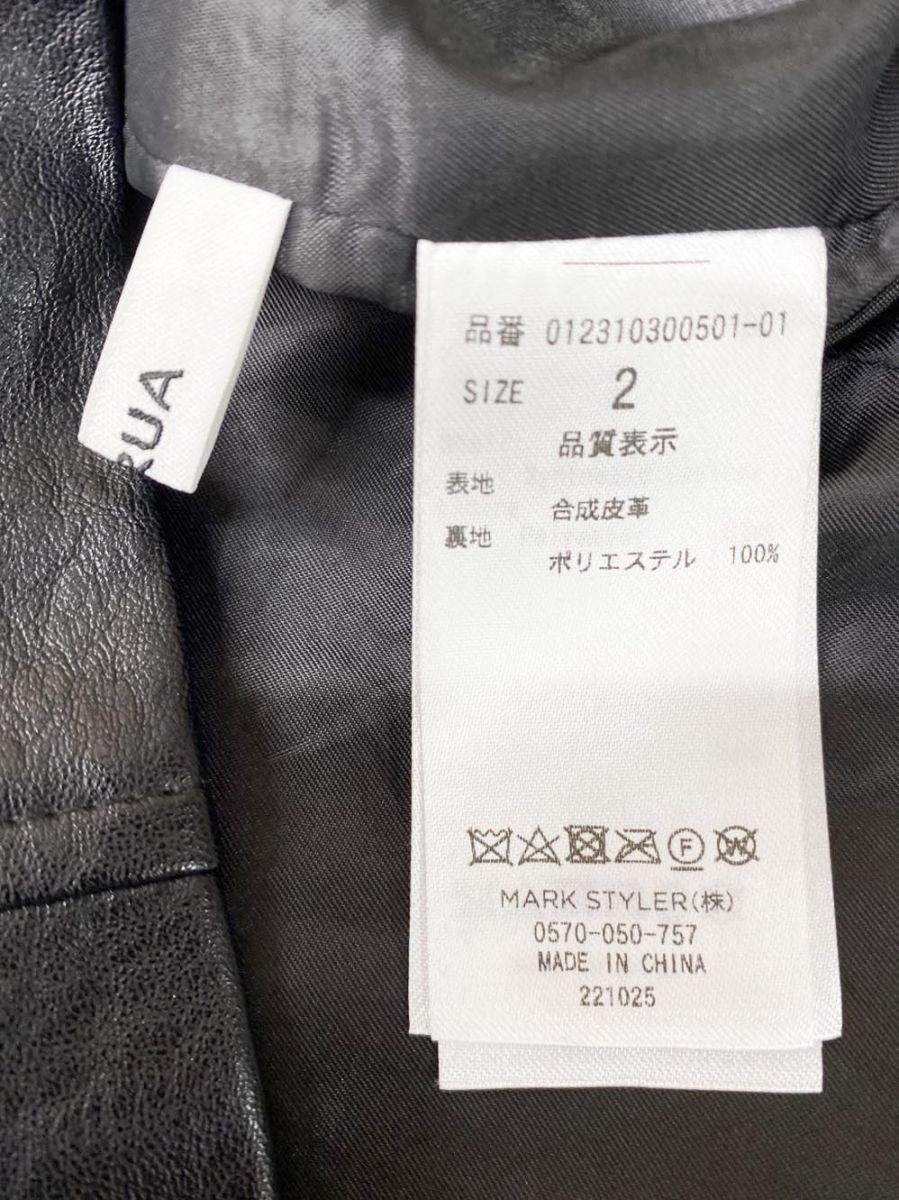 RUA
品番 012310300501-01
SIZE 2
品質表示
表地
合成皮革
裏地
ポリエステル 100%
F
W
MARK STYLER(株)
0570-050-757
MADE IN CHINA
221025